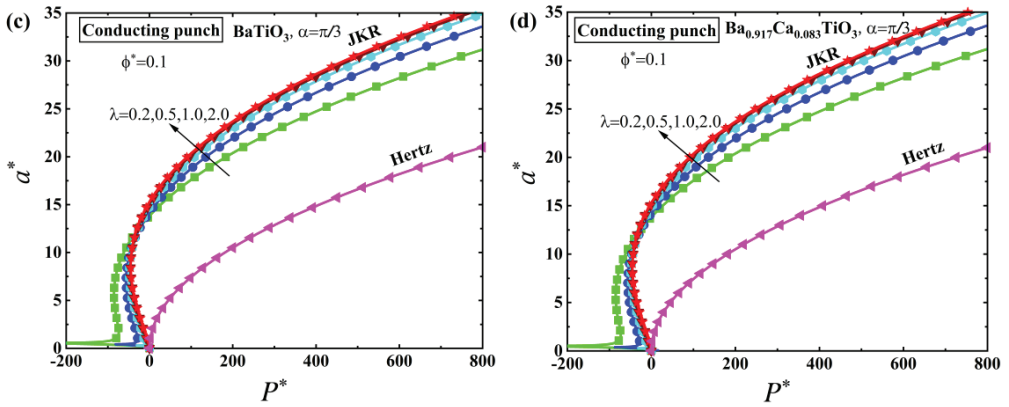 (c)
Conducting punch BaTiO₃, α=π/3
JKR
ϕ*=0.1
λ=0.2,0.5,1.0,2.0
Hertz
35
30
25
20
15
10
5
0
a*
-200 0 200 400 600 800
P*
(d)
Conducting punch Ba₀.₉₁₇Ca₀.₀₈₃TiO₃, α=π/3
JKR
ϕ*=0.1
λ=0.2,0.5,1.0,2.0
Hertz
35
30
25
20
15
10
5
0
a*
-200 0 200 400 600 800
P*